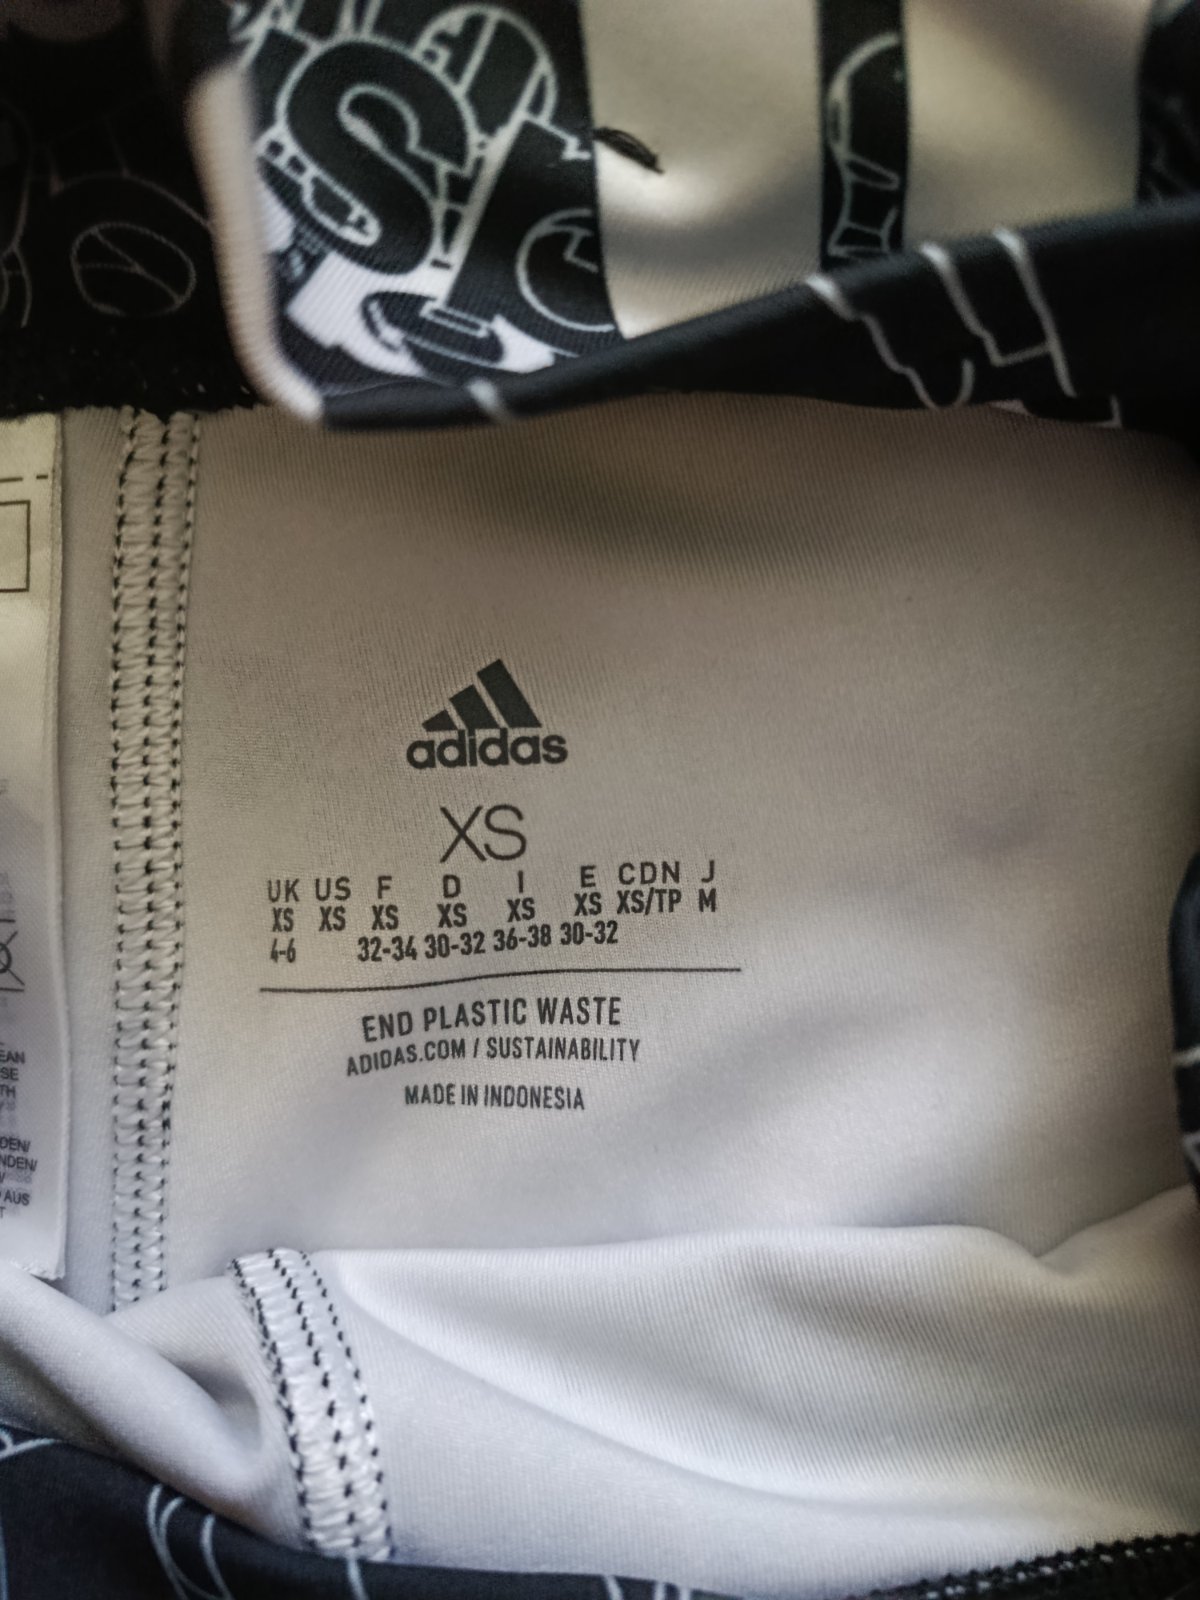 adidas
XS
UK US F D I E CDN J
XS XS XS XS XS XS XS/TP M
4-6 32-34 30-32 36-38 30-32
END PLASTIC WASTE
ADIDAS.COM / SUSTAINABILITY
MADE IN INDONESIA